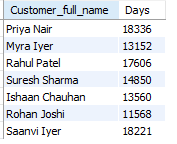 Customer_full_name Days
Priya Nair 18336
Myra Iyer 13152
Rahul Patel 17606
Suresh Sharma 14850
Ishaan Chauhan 13560
Rohan Joshi 11568
Saanvi Iyer 18221